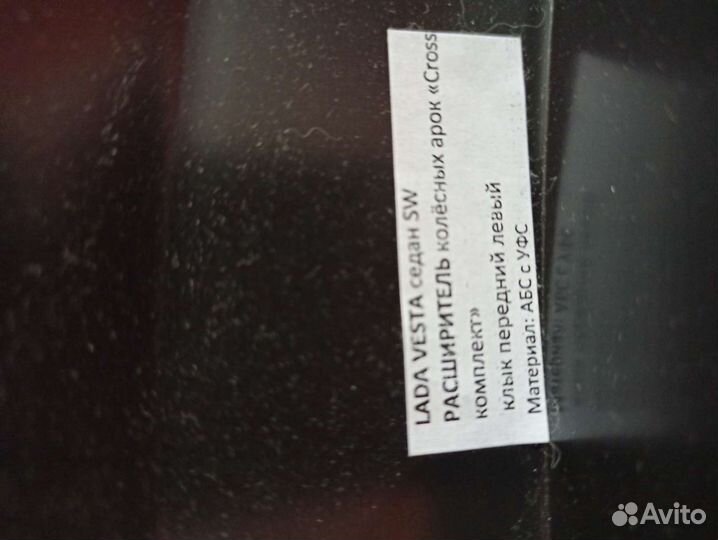 LADA VESTA седан SW
РАСШИРИТЕЛЬ колёсных арок «Cross
комплект»
клык передний левый
Материал: АБС с УФС
Avito